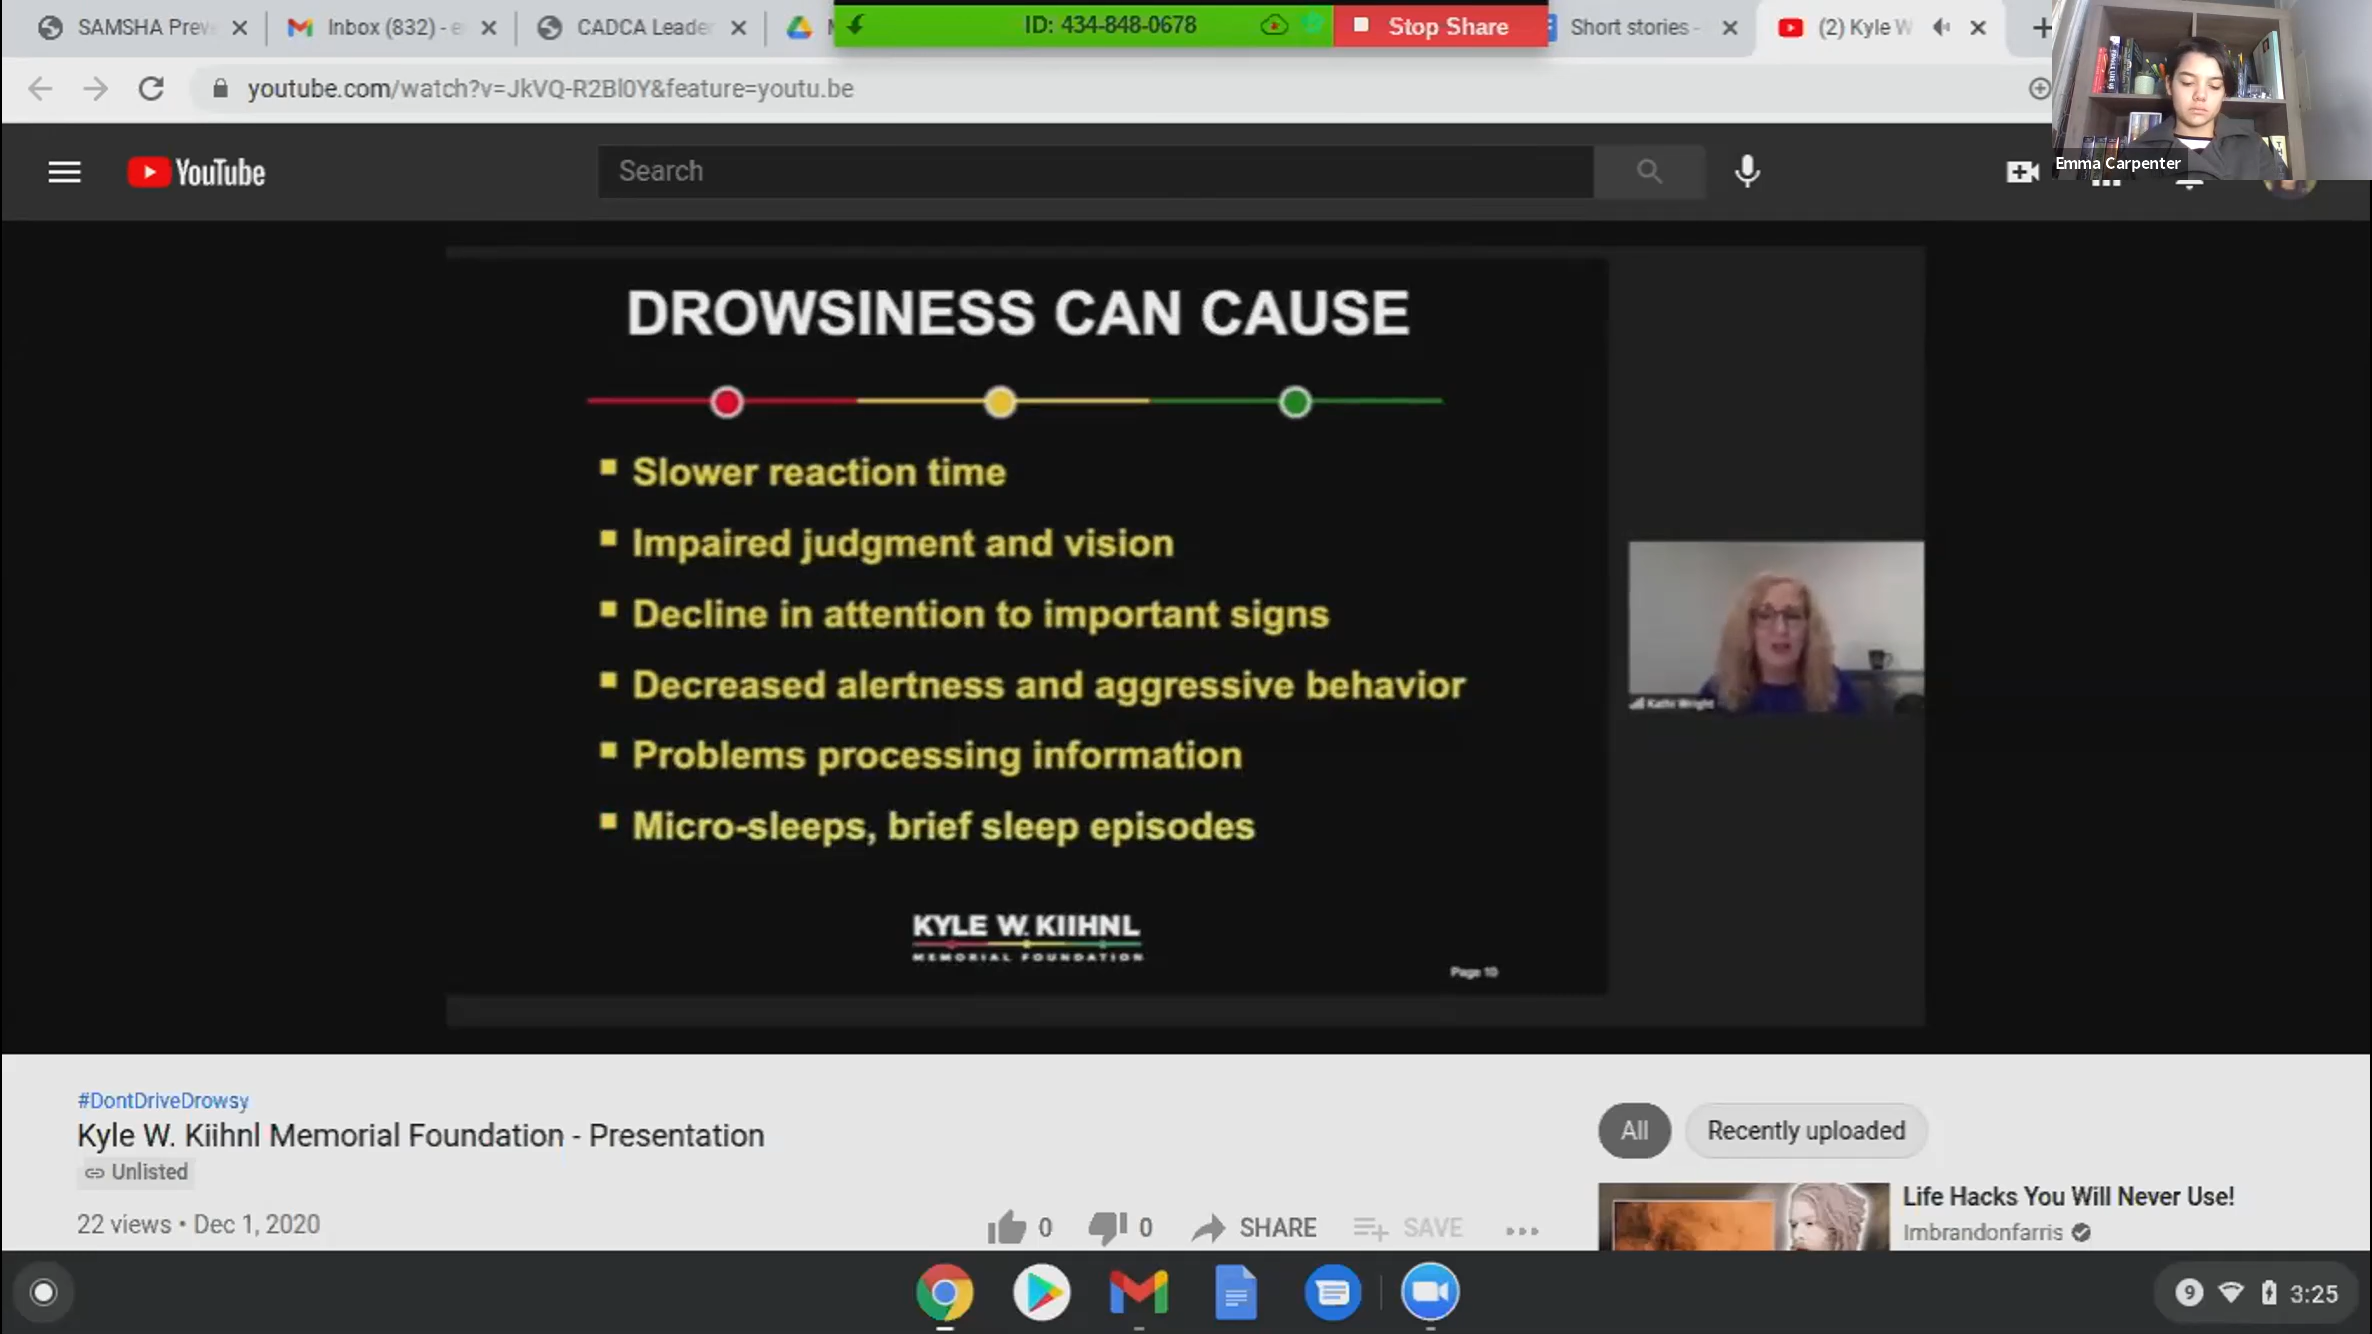 SAMSHA Prev
Inbox (832) - e
CADCA Leade
ID: 434-848-0678
Stop Share
Short stories -
(2) Kyle W
youtube.com/watch?v=JkVQ-R2Bl0Y&feature=youtu.be
Emma Carpenter
YouTube
Search
DROWSINESS CAN CAUSE
Slower reaction time
Impaired judgment and vision
Decline in attention to important signs
Decreased alertness and aggressive behavior
Problems processing information
Micro-sleeps, brief sleep episodes
Kathi Wright
KYLE W. KIIHNL
MEMORIAL FOUNDATION
Page 10
#DontDriveDrowsy
Kyle W. Kiihnl Memorial Foundation - Presentation
Unlisted
22 views • Dec 1, 2020
0
0
SHARE
SAVE
All
Recently uploaded
Life Hacks You Will Never Use!
Imbrandonfarris
9
3:25